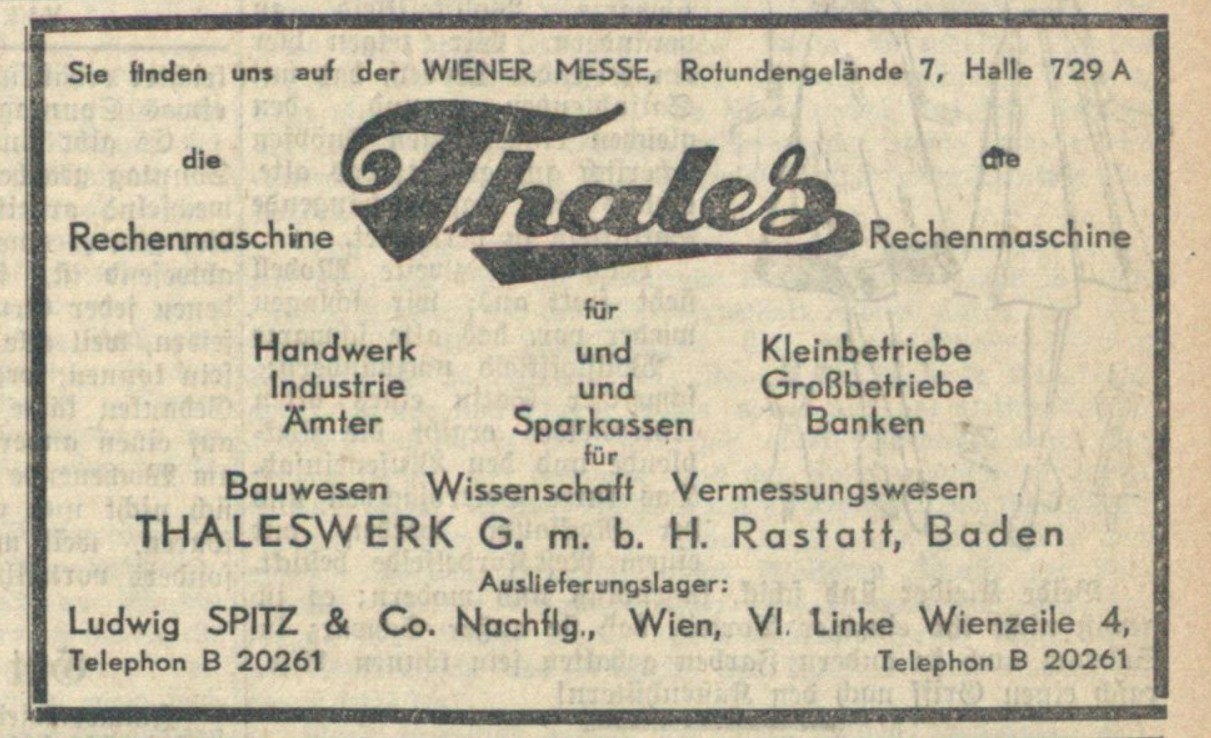 Sie finden uns auf der WIENER MESSE, Rotundengelände 7, Halle 729 A
die Thales die
Rechenmaschine Rechenmaschine
für
Handwerk und Kleinbetriebe
Industrie und Großbetriebe
Ämter Sparkassen Banken
für
Bauwesen Wissenschaft Vermessungswesen
THALESWERK G. m. b. H. Rastatt, Baden
Auslieferungslager:
Ludwig SPITZ & Co. Nachflg., Wien, VI. Linke Wienzeile 4,
Telephon B 20261 Telephon B 20261